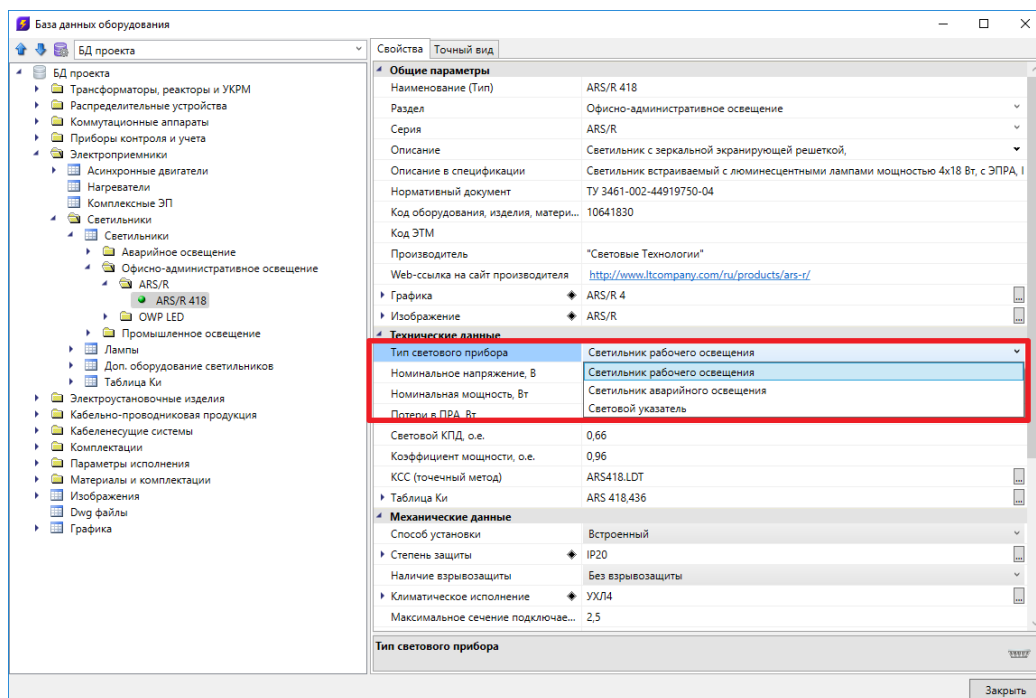 База данных оборудования
БД проекта
БД проекта
Трансформаторы, реакторы и УКРМ
Распределительные устройства
Коммутационные аппараты
Приборы контроля и учета
Электроприемники
Асинхронные двигатели
Нагреватели
Комплексные ЭП
Светильники
Светильники
Аварийное освещение
Офисно-административное освещение
ARS/R
ARS/R 418
OWP LED
Промышленное освещение
Лампы
Доп. оборудование светильников
Таблица Ки
Электроустановочные изделия
Кабельно-проводниковая продукция
Кабеленесущие системы
Комплектации
Параметры исполнения
Материалы и комплектации
Изображения
Dwg файлы
Графика
Свойства Точный вид
Общие параметры
Наименование (Тип) ARS/R 418
Раздел Офисно-административное освещение
Серия ARS/R
Описание Светильник с зеркальной экранирующей решеткой,
Описание в спецификации Светильник встраиваемый с люминесцентными лампами мощностью 4х18 Вт, с ЭПРА, I
Нормативный документ ТУ 3461-002-44919750-04
Код оборудования, изделия, матери... 10641830
Код ЭТМ
Производитель "Световые Технологии"
Web-ссылка на сайт производителя http://www.ltcompany.com/ru/products/ars-r/
Графика ARS/R 4 ...
Изображение ARS/R ...
Технические данные
Тип светового прибора Светильник рабочего освещения
Номинальное напряжение, В Светильник рабочего освещения
Номинальная мощность, Вт Светильник аварийного освещения
Потери в ПРА, Вт Световой указатель
Световой КПД, о.е. 0,66
Коэффициент мощности, о.е. 0,96
КСС (точечный метод) ARS418.LDT ...
Таблица Ки ARS 418,436 ...
Механические данные
Способ установки Встроенный
Степень защиты IP20 ...
Наличие взрывозащиты Без взрывозащиты
Климатическое исполнение УХЛ4 ...
Максимальное сечение подключае... 2,5
Тип светового прибора
Закрыть